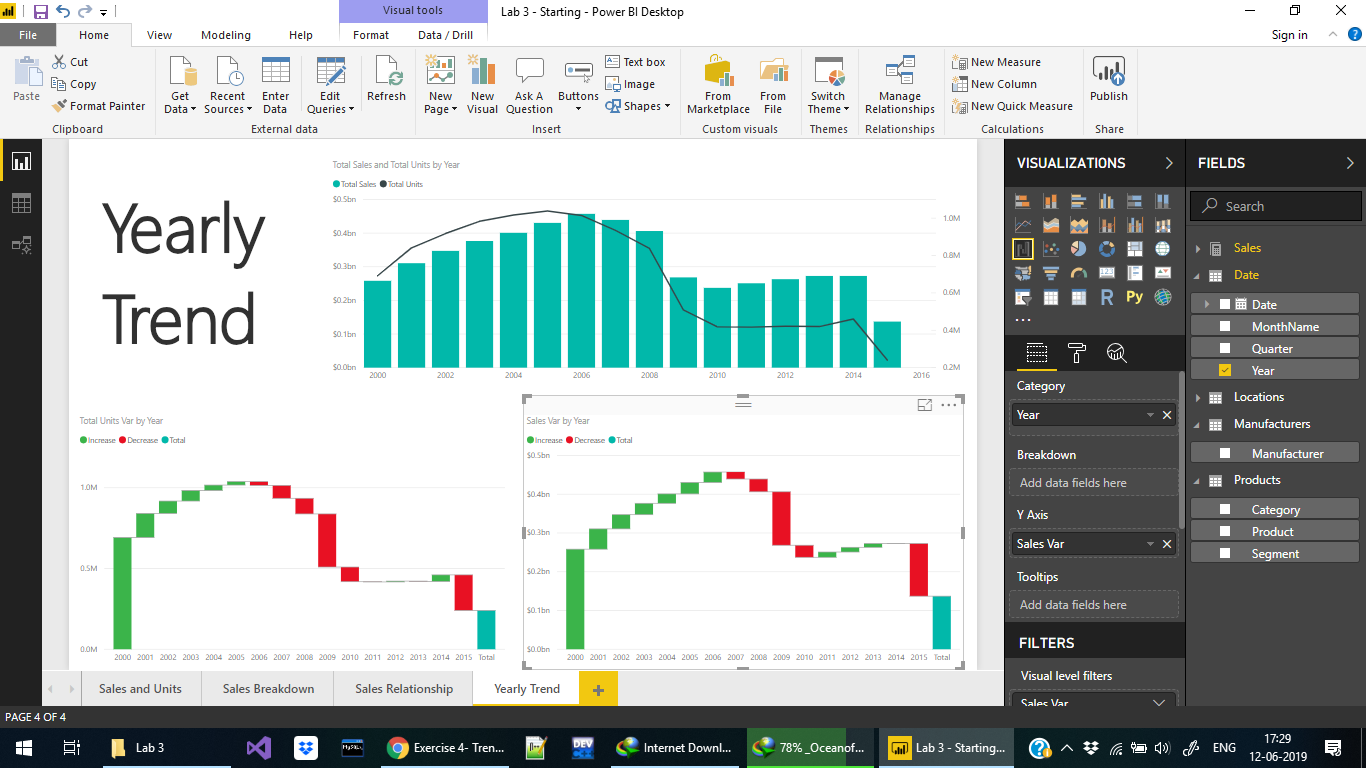 Visual tools
Lab 3 - Starting - Power BI Desktop
File
Home
View
Modeling
Help
Format
Data / Drill
Sign in
Paste
Cut
Copy
Format Painter
Clipboard
Get Data
Recent Sources
Enter Data
Edit Queries
Refresh
External data
New Page
New Visual
Ask A Question
Buttons
Text box
Image
Shapes
Insert
From Marketplace
From File
Custom visuals
Switch Theme
Themes
Manage Relationships
Relationships
New Measure
New Column
New Quick Measure
Calculations
Publish
Share
Yearly
Trend
Total Sales and Total Units by Year
Total Sales Total Units
$0.5bn
$0.4bn
$0.3bn
$0.2bn
$0.1bn
$0.0bn
1.0M
0.8M
0.6M
0.4M
0.2M
2000 2002 2004 2006 2008 2010 2012 2014 2016
Total Units Var by Year
Increase Decrease Total
1.0M
0.5M
0.0M
2000 2001 2002 2003 2004 2005 2006 2007 2008 2009 2010 2011 2012 2013 2014 2015 Total
Sales Var by Year
Increase Decrease Total
$0.5bn
$0.4bn
$0.3bn
$0.2bn
$0.1bn
$0.0bn
2000 2001 2002 2003 2004 2005 2006 2007 2008 2009 2010 2011 2012 2013 2014 2015 Total
VISUALIZATIONS
R
Py
Category
Year
Breakdown
Add data fields here
Y Axis
Sales Var
Tooltips
Add data fields here
FILTERS
Visual level filters
Sales Var
FIELDS
Search
Sales
Date
Date
MonthName
Quarter
Year
Locations
Manufacturers
Manufacturer
Products
Category
Product
Segment
Sales and Units
Sales Breakdown
Sales Relationship
Yearly Trend
PAGE 4 OF 4
Lab 3
MySQL
Exercise 4- Tren...
DEV
Internet Downl...
78%_Oceanof...
Lab 3 - Starting...
ENG
17:29
12-06-2019